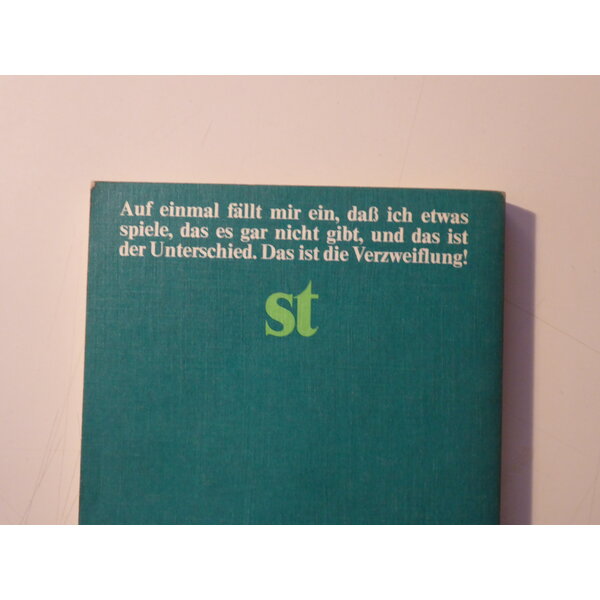 Auf einmal fällt mir ein, daß ich etwas
spiele, das es gar nicht gibt, und das ist
der Unterschied. Das ist die Verzweiflung!
st